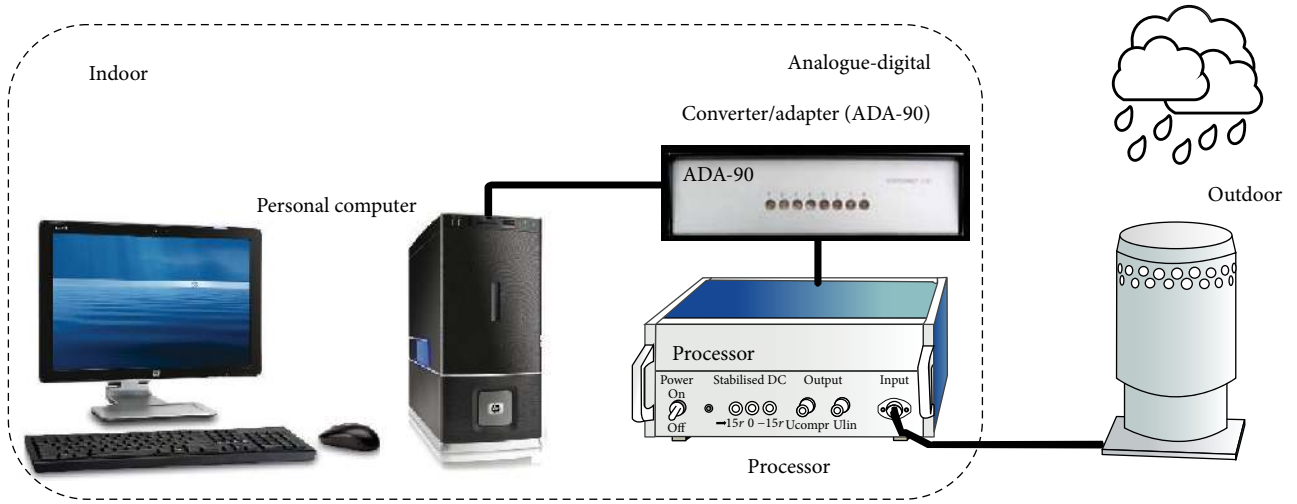 Indoor
Analogue-digital
Converter/adapter (ADA-90)
ADA-90
Personal computer
Outdoor
Processor
Power
Stabilised DC
Output
Input
On
Off
15r 0 −15r Ucompr Ulin
Processor